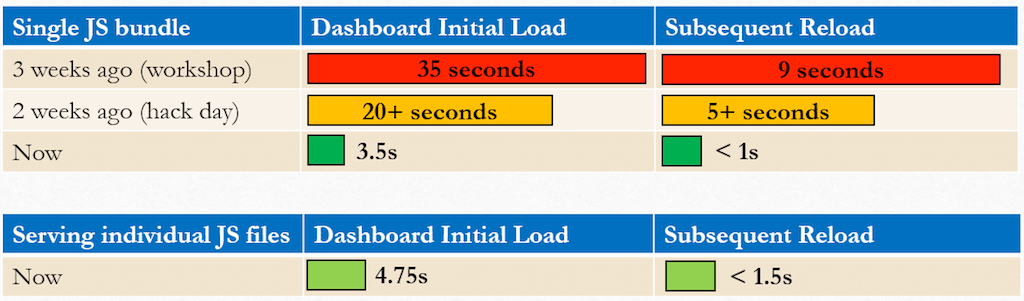 Single JS bundle Dashboard Initial Load Subsequent Reload
3 weeks ago (workshop) 35 seconds 9 seconds
2 weeks ago (hack day) 20+ seconds 5+ seconds
Now 3.5s < 1s
Serving individual JS files Dashboard Initial Load Subsequent Reload
Now 4.75s < 1.5s